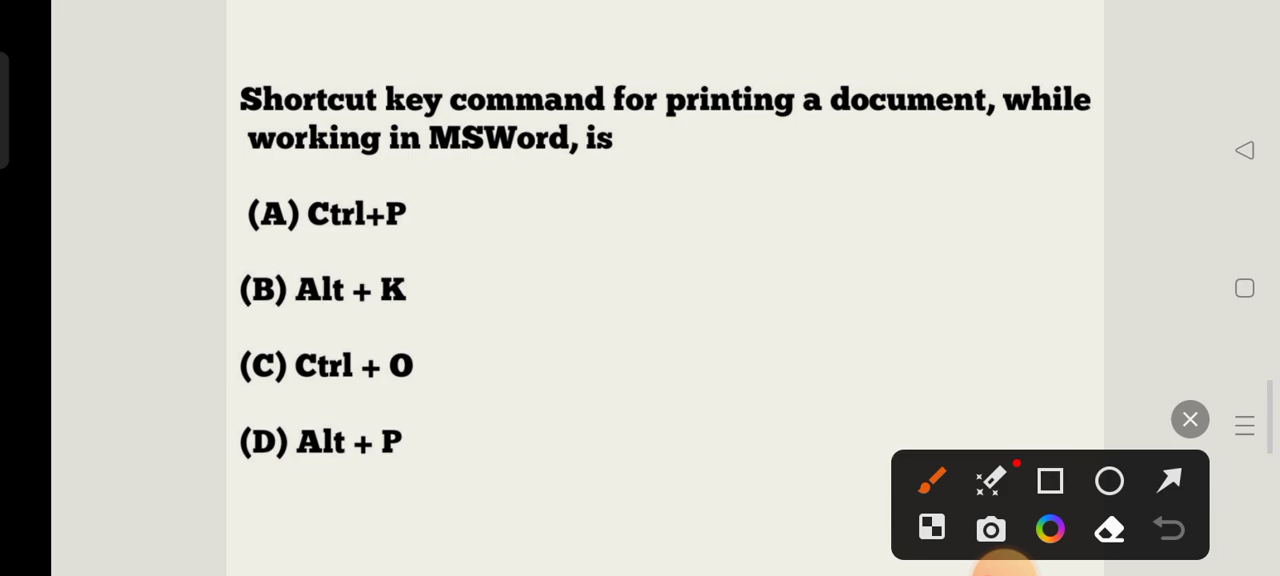 Shortcut key command for printing a document, while
working in MSWord, is
(A) Ctrl+P
(B) Alt + K
(C) Ctrl + O
(D) Alt + P